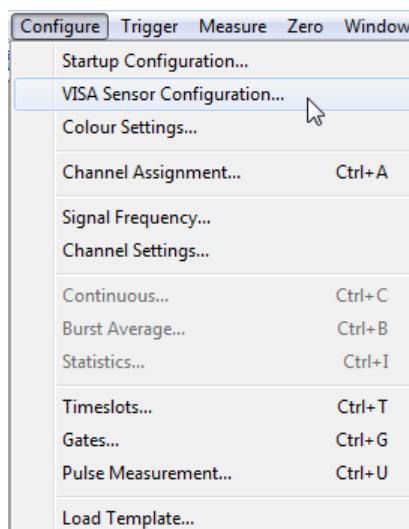 Configure Trigger Measure Zero Window
Startup Configuration...
VISA Sensor Configuration...
Colour Settings...
Channel Assignment... Ctrl+A
Signal Frequency...
Channel Settings...
Continuous... Ctrl+C
Burst Average... Ctrl+B
Statistics... Ctrl+I
Timeslots... Ctrl+T
Gates... Ctrl+G
Pulse Measurement... Ctrl+U
Load Template...